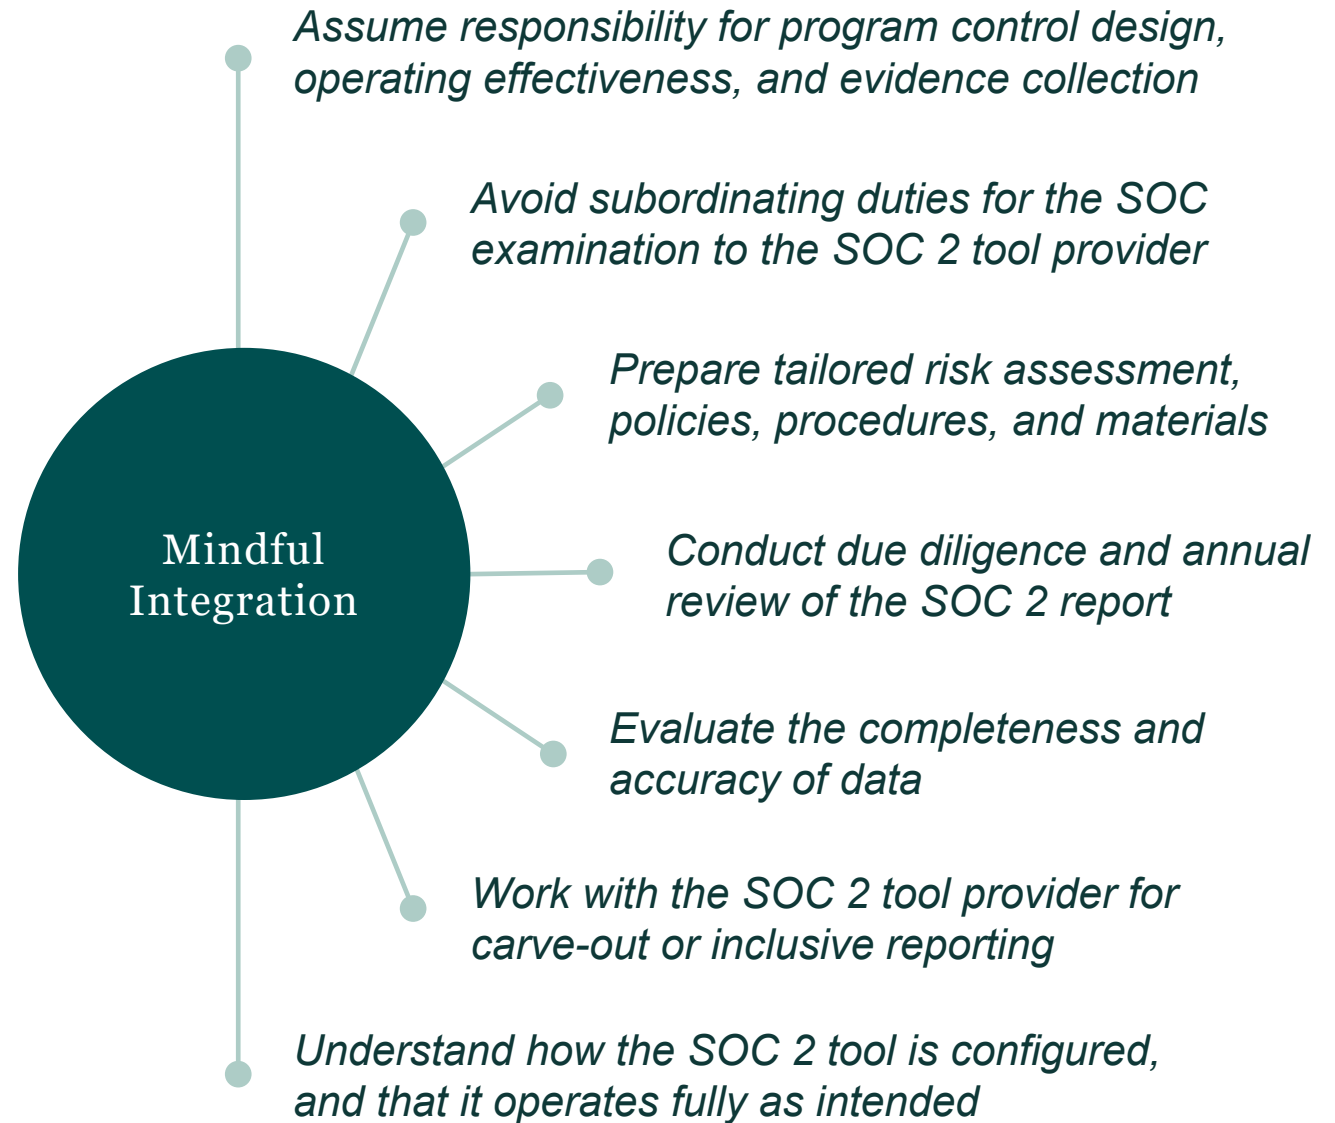 Assume responsibility for program control design,
operating effectiveness, and evidence collection
Avoid subordinating duties for the SOC
examination to the SOC 2 tool provider
Prepare tailored risk assessment,
policies, procedures, and materials
Mindful
Integration
Conduct due diligence and annual
review of the SOC 2 report
Evaluate the completeness and
accuracy of data
Work with the SOC 2 tool provider for
carve-out or inclusive reporting
Understand how the SOC 2 tool is configured,
and that it operates fully as intended